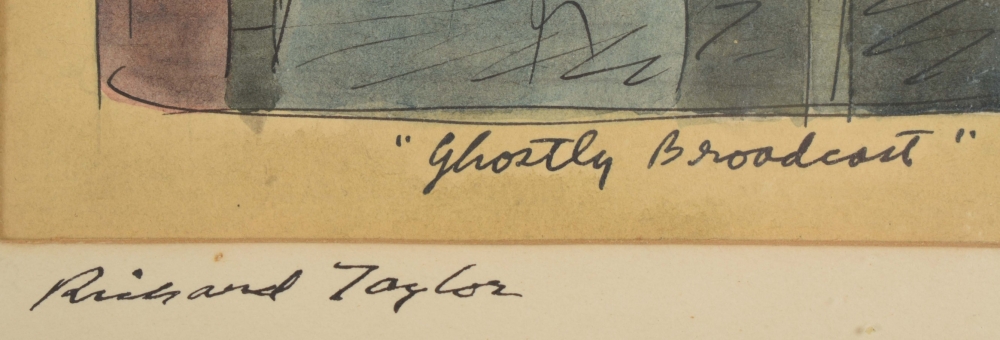 "Ghostly Broadcast"
Richard Taylor